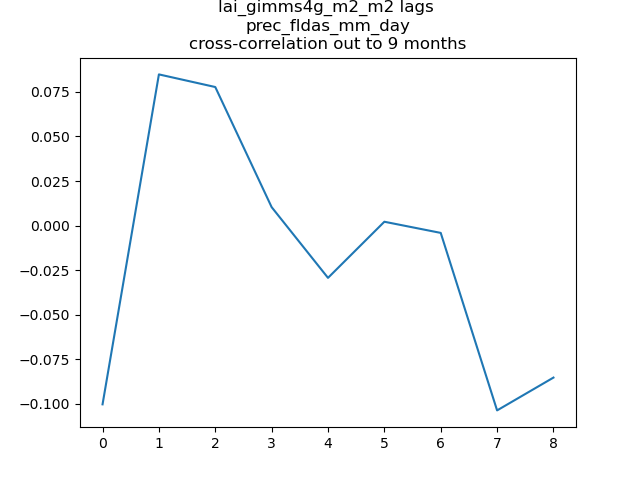 lai_gimms4g_m2_m2 lags
prec_fldas_mm_day
cross-correlation out to 9 months
0.075
0.050
0.025
0.000
−0.025
−0.050
−0.075
−0.100
0 1 2 3 4 5 6 7 8